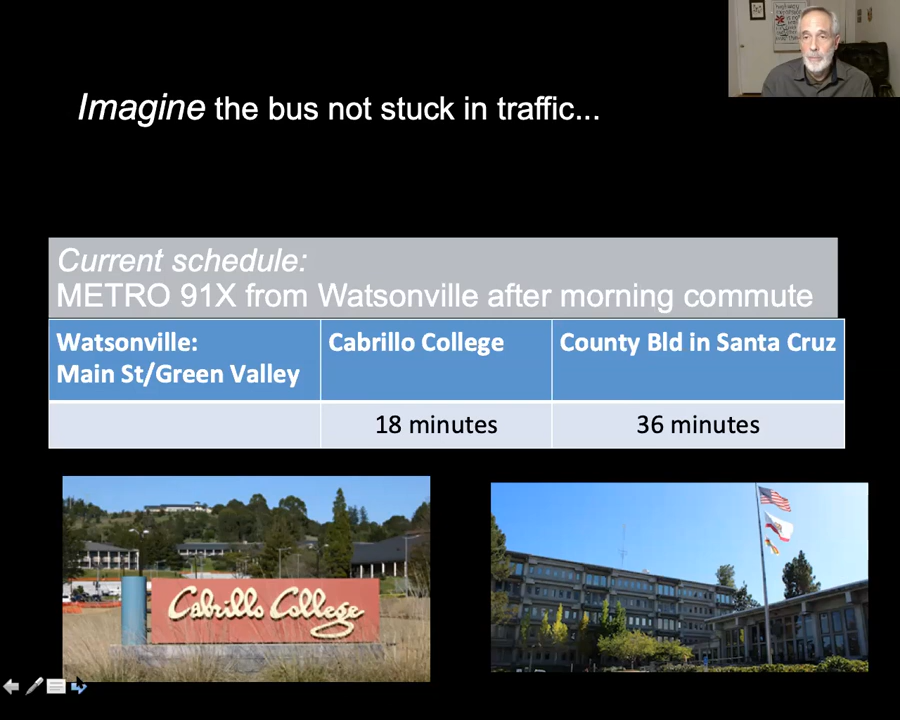 Imagine the bus not stuck in traffic...
Current schedule:
METRO 91X from Watsonville after morning commute
Watsonville:
Main St/Green Valley
Cabrillo College
County Bld in Santa Cruz
18 minutes
36 minutes
Cabrillo College